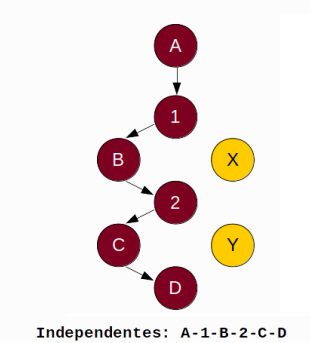 A
1
B X
2
C Y
D
Independentes: A-1-B-2-C-D